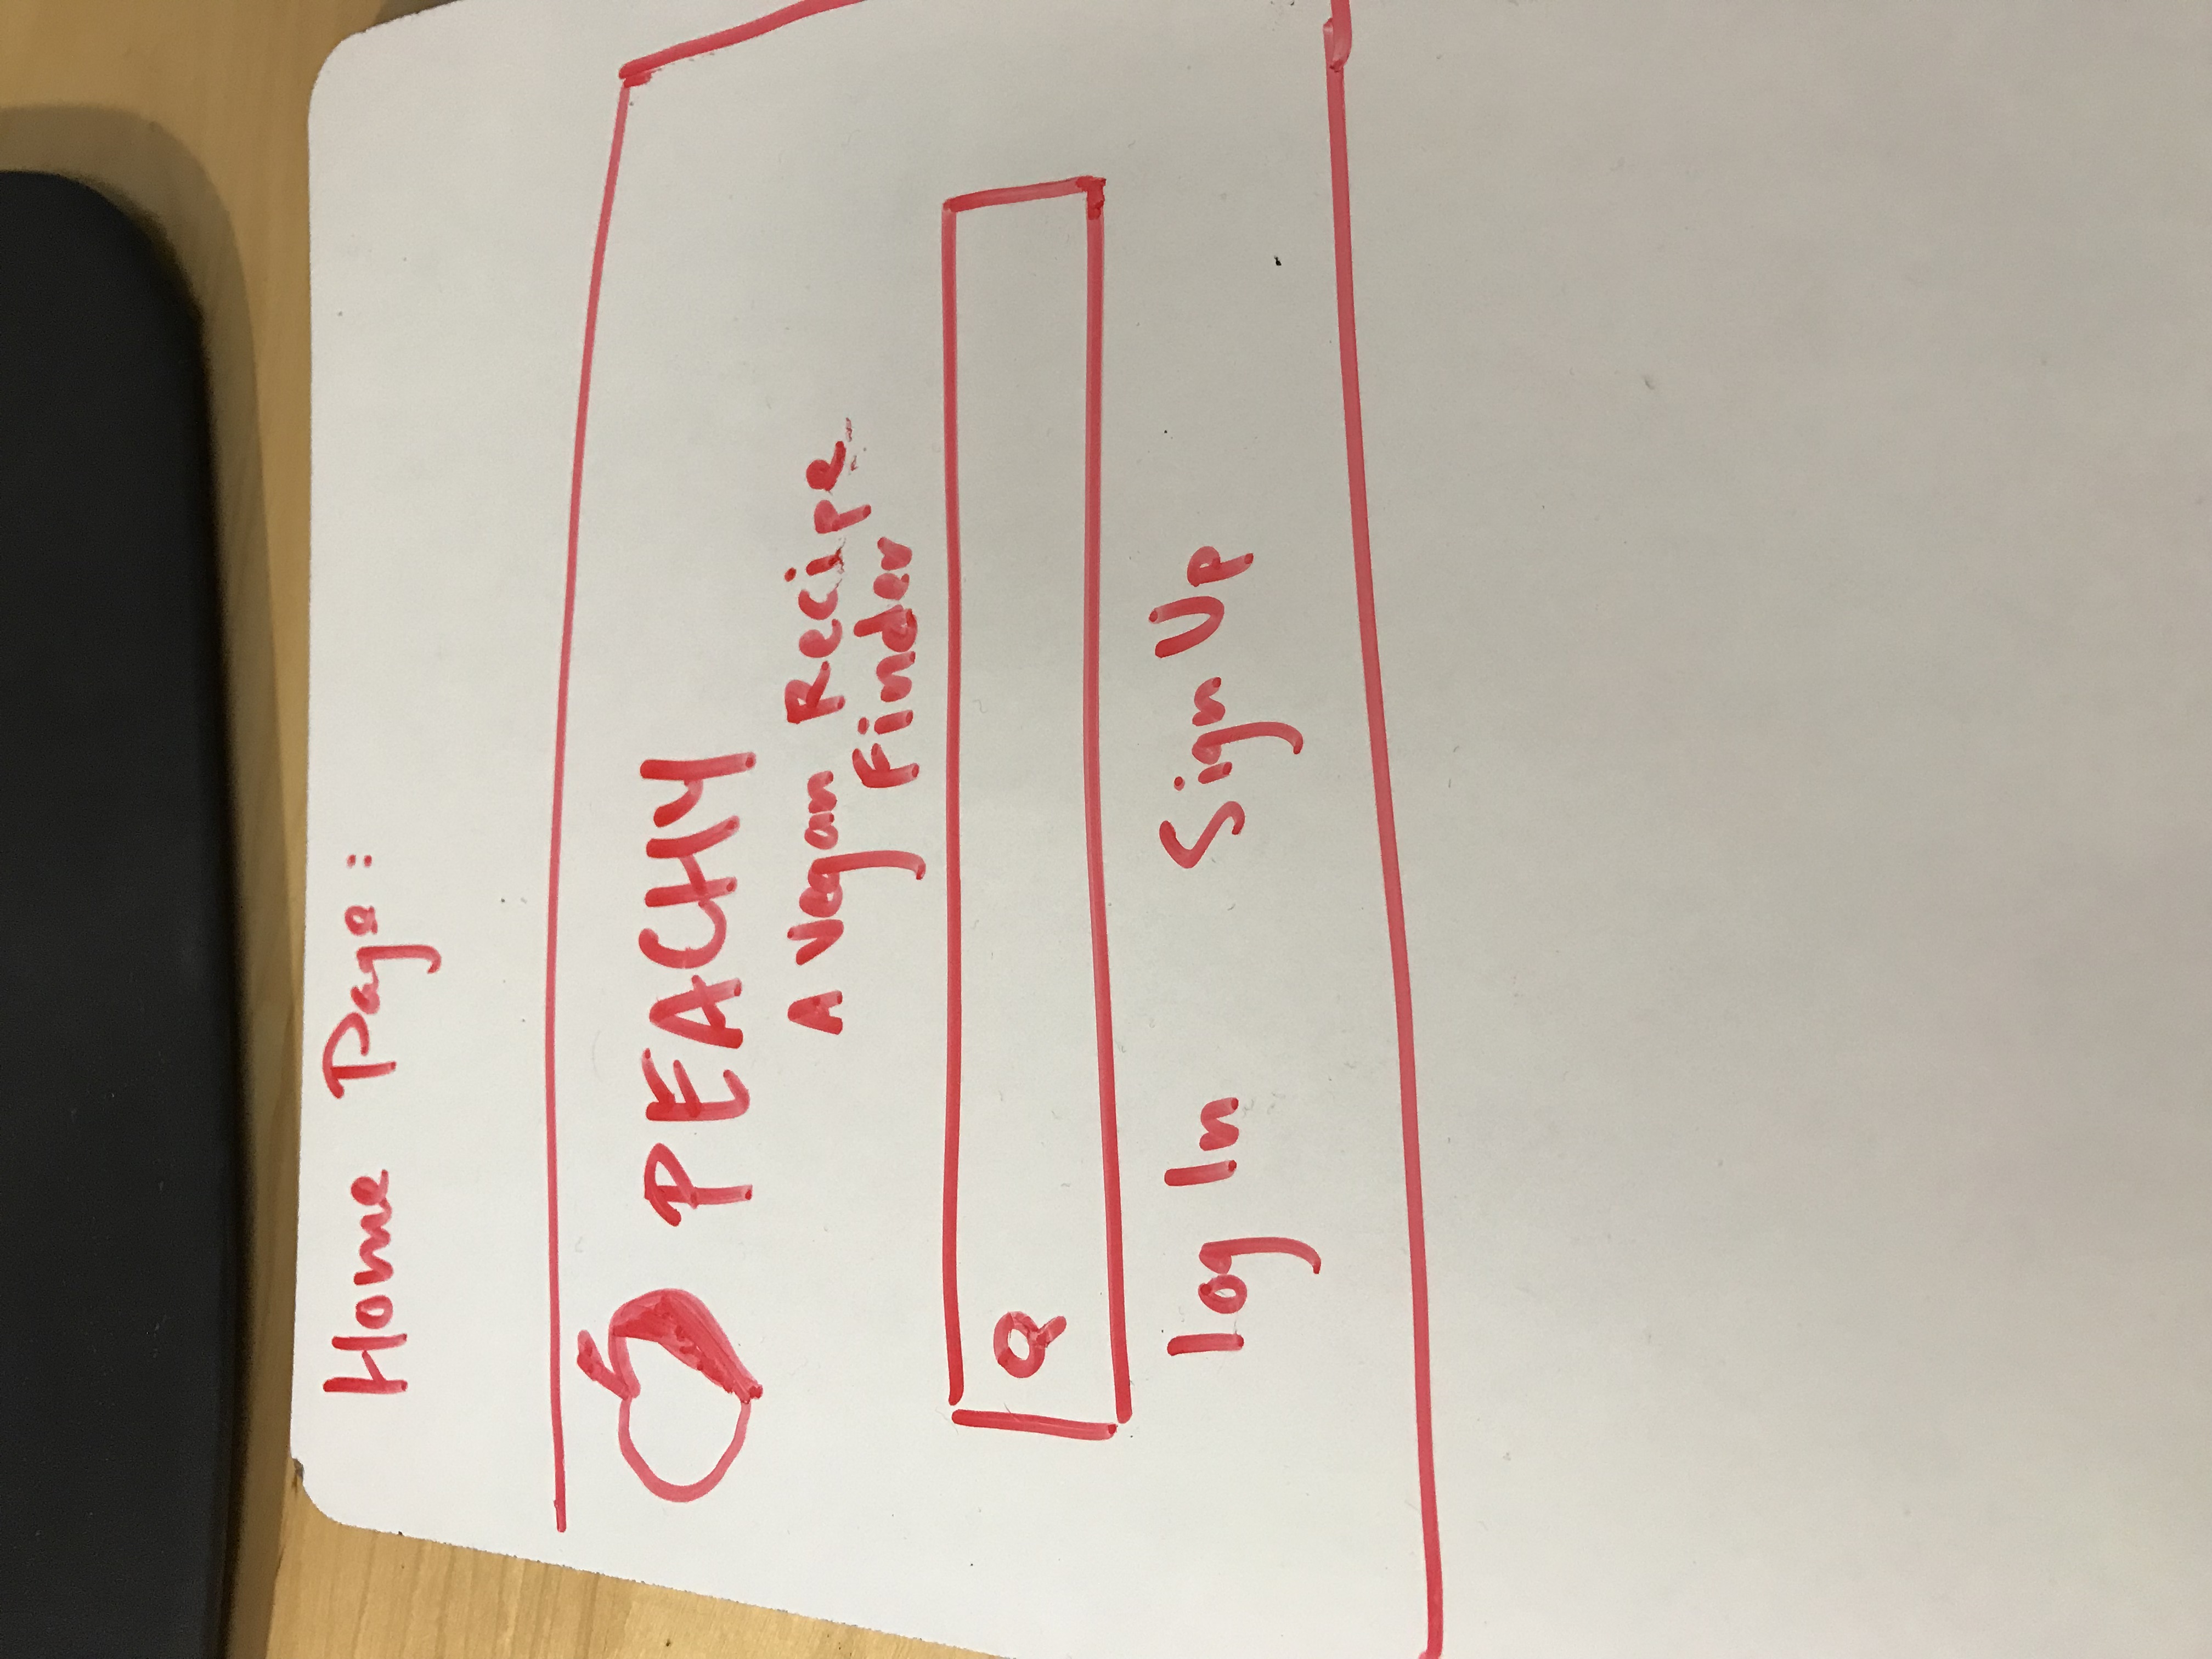 Home Page:
PEACHY
A Vegan Recipe
Finder
Log In Sign Up